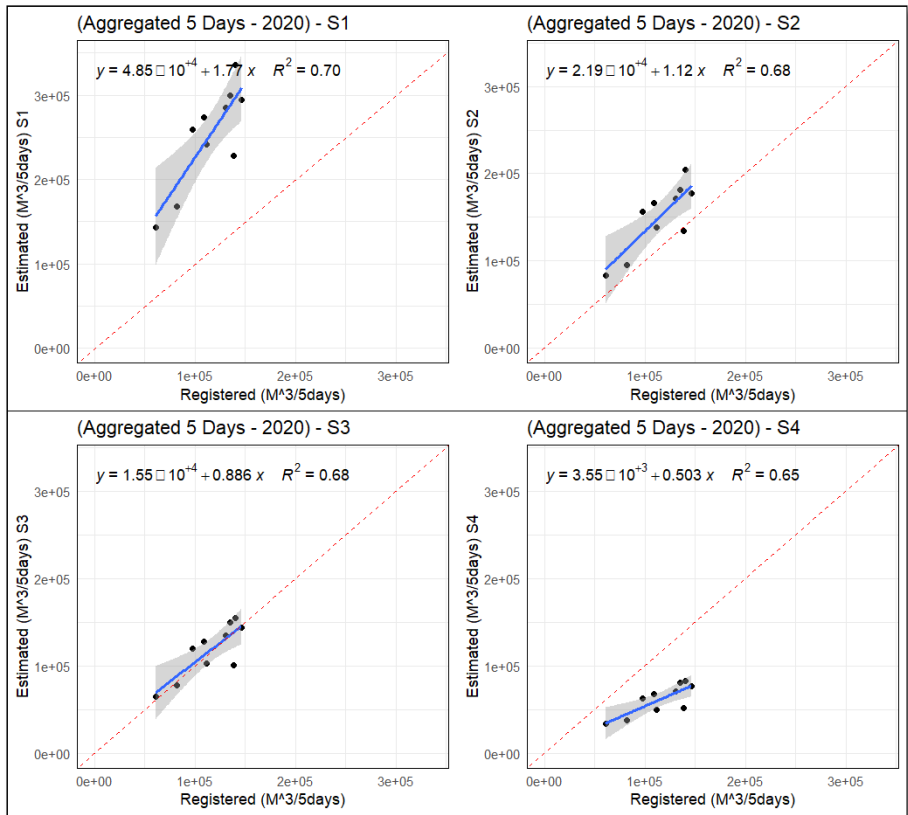 (Aggregated 5 Days - 2020) - S1
y = 4.85□10^{+4} + 1.77 x R^2 = 0.70
3e+05
2e+05
1e+05
0e+00
Estimated (M^3/5days) S1
0e+00 1e+05 2e+05 3e+05
Registered (M^3/5days)
(Aggregated 5 Days - 2020) - S2
y = 2.19□10^{+4} + 1.12 x R^2 = 0.68
3e+05
2e+05
1e+05
0e+00
Estimated (M^3/5days) S2
0e+00 1e+05 2e+05 3e+05
Registered (M^3/5days)
(Aggregated 5 Days - 2020) - S3
y = 1.55□10^{+4} + 0.886 x R^2 = 0.68
3e+05
2e+05
1e+05
0e+00
Estimated (M^3/5days) S3
0e+00 1e+05 2e+05 3e+05
Registered (M^3/5days)
(Aggregated 5 Days - 2020) - S4
y = 3.55□10^{+3} + 0.503 x R^2 = 0.65
3e+05
2e+05
1e+05
0e+00
Estimated (M^3/5days) S4
0e+00 1e+05 2e+05 3e+05
Registered (M^3/5days)